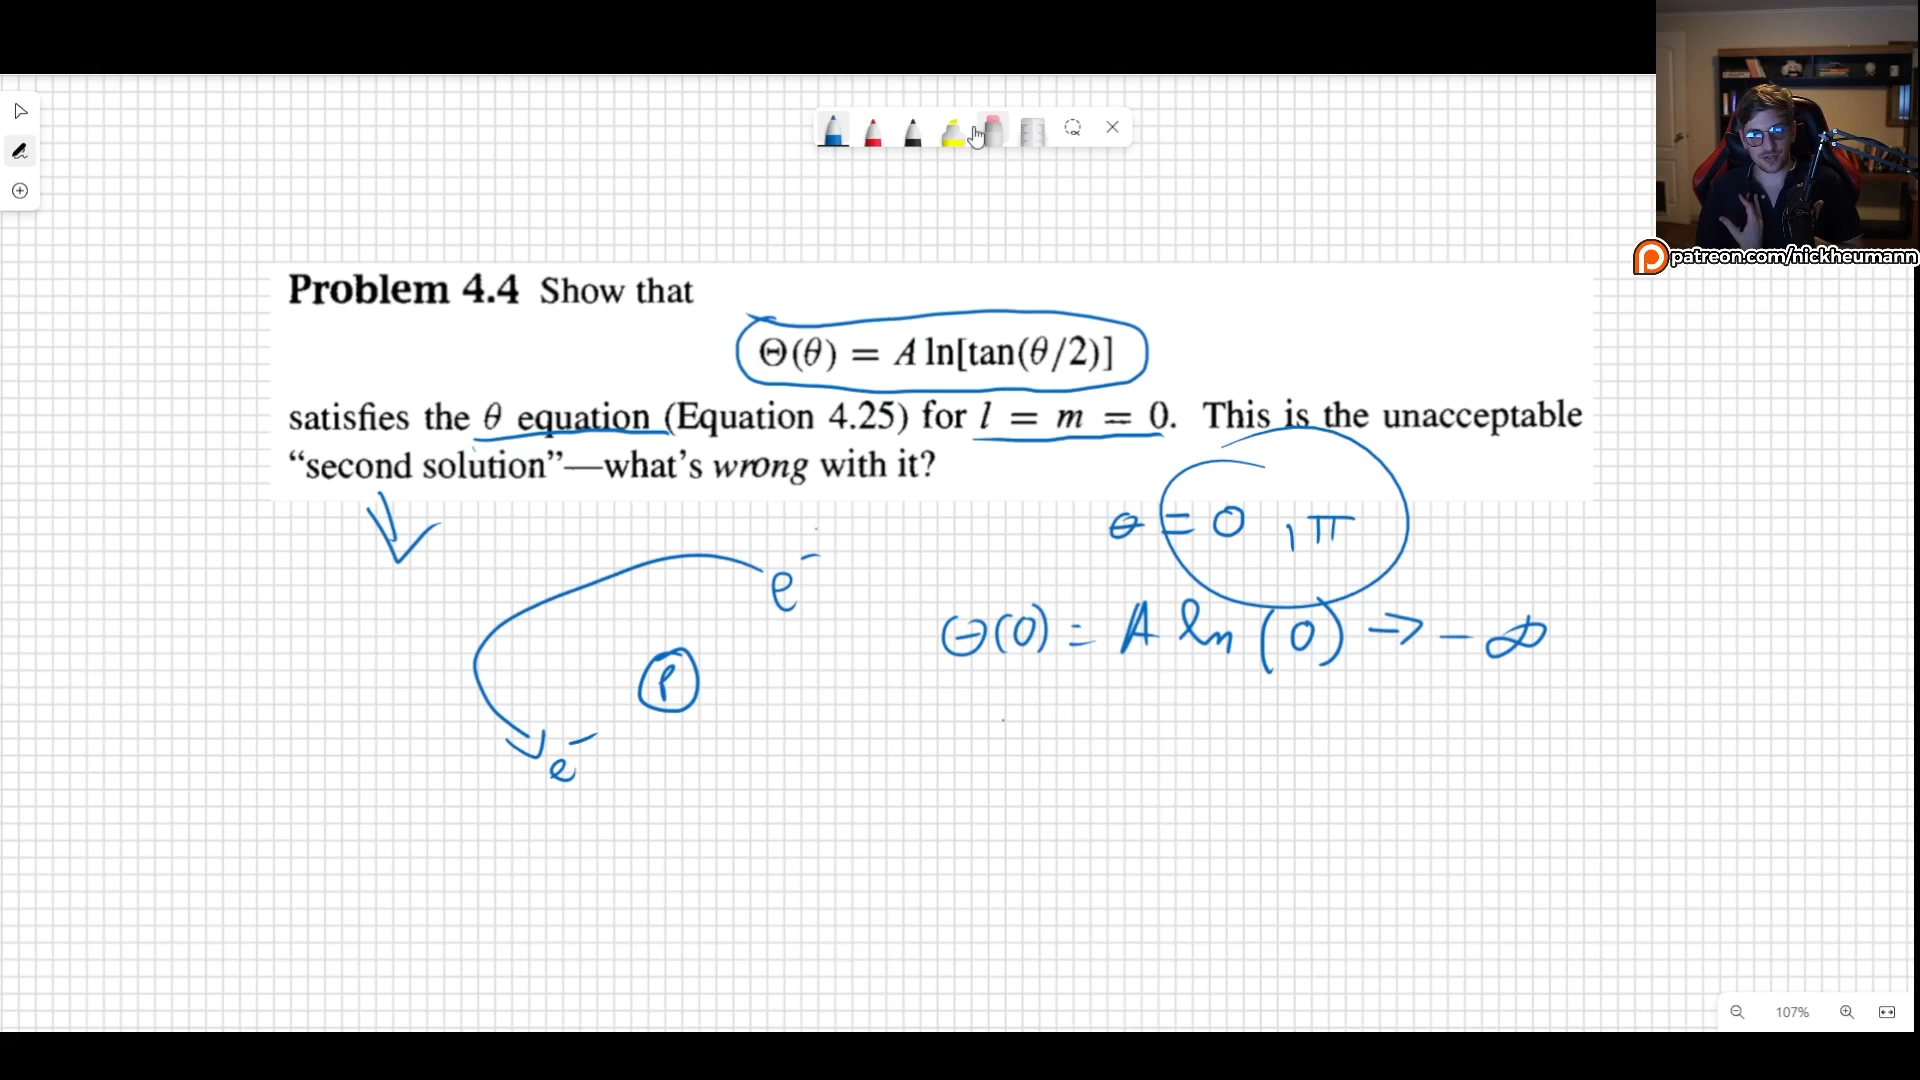 patreon.com/nickheumann
Problem 4.4 Show that
Θ(θ) = A ln[tan(θ/2)]
satisfies the θ equation (Equation 4.25) for l = m = 0. This is the unacceptable
“second solution”—what’s wrong with it?
θ = 0 , π
e⁻
Θ(0) = A ln (0) → - ∞
P
e⁻
107%